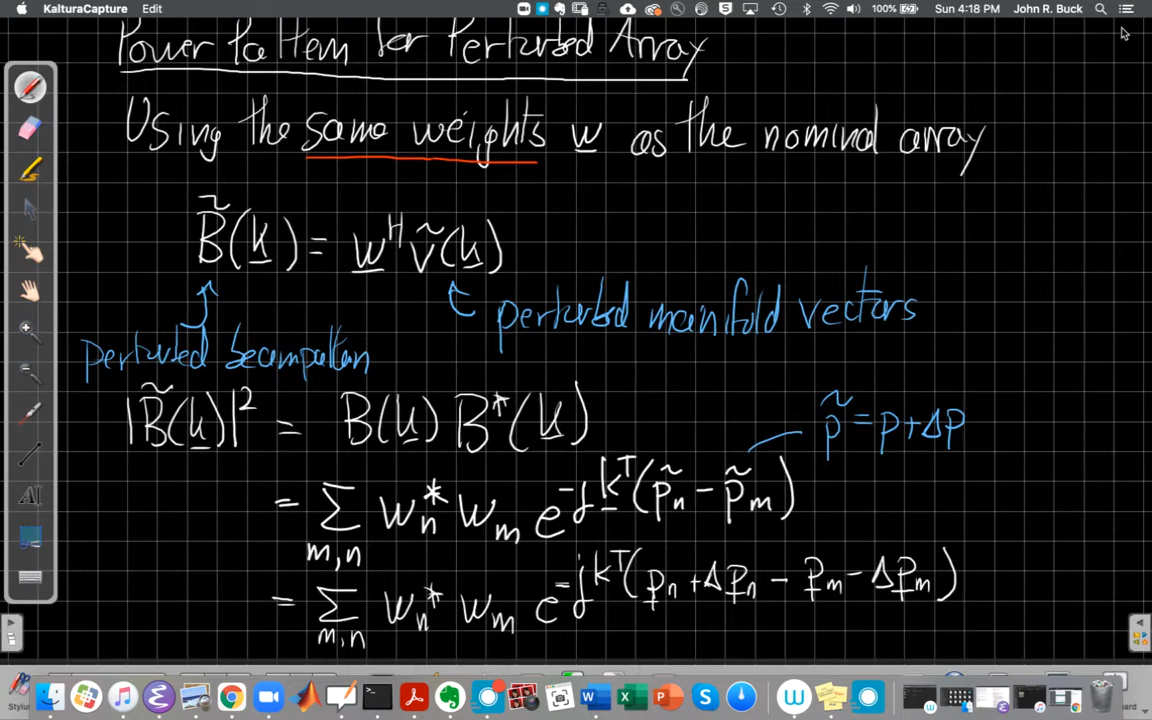 KalturaCapture Edit 100% Sun 4:18 PM John R. Buck
Power Pattern for Perturbed Array
Using the same weights w as the nominal array
B̃(k) = w^H ṽ(k)
perturbed manifold vectors
perturbed beampattern
|B̃(k)|² = B(k) B*(k)
p̃ = p + Δp
= Σ_{m,n} w_n* w_m e^{-jk^T(p̃_n - p̃_m)}
= Σ_{m,n} w_n* w_m e^{-jk^T(p_n + Δp_n - p_m - Δp_m)}